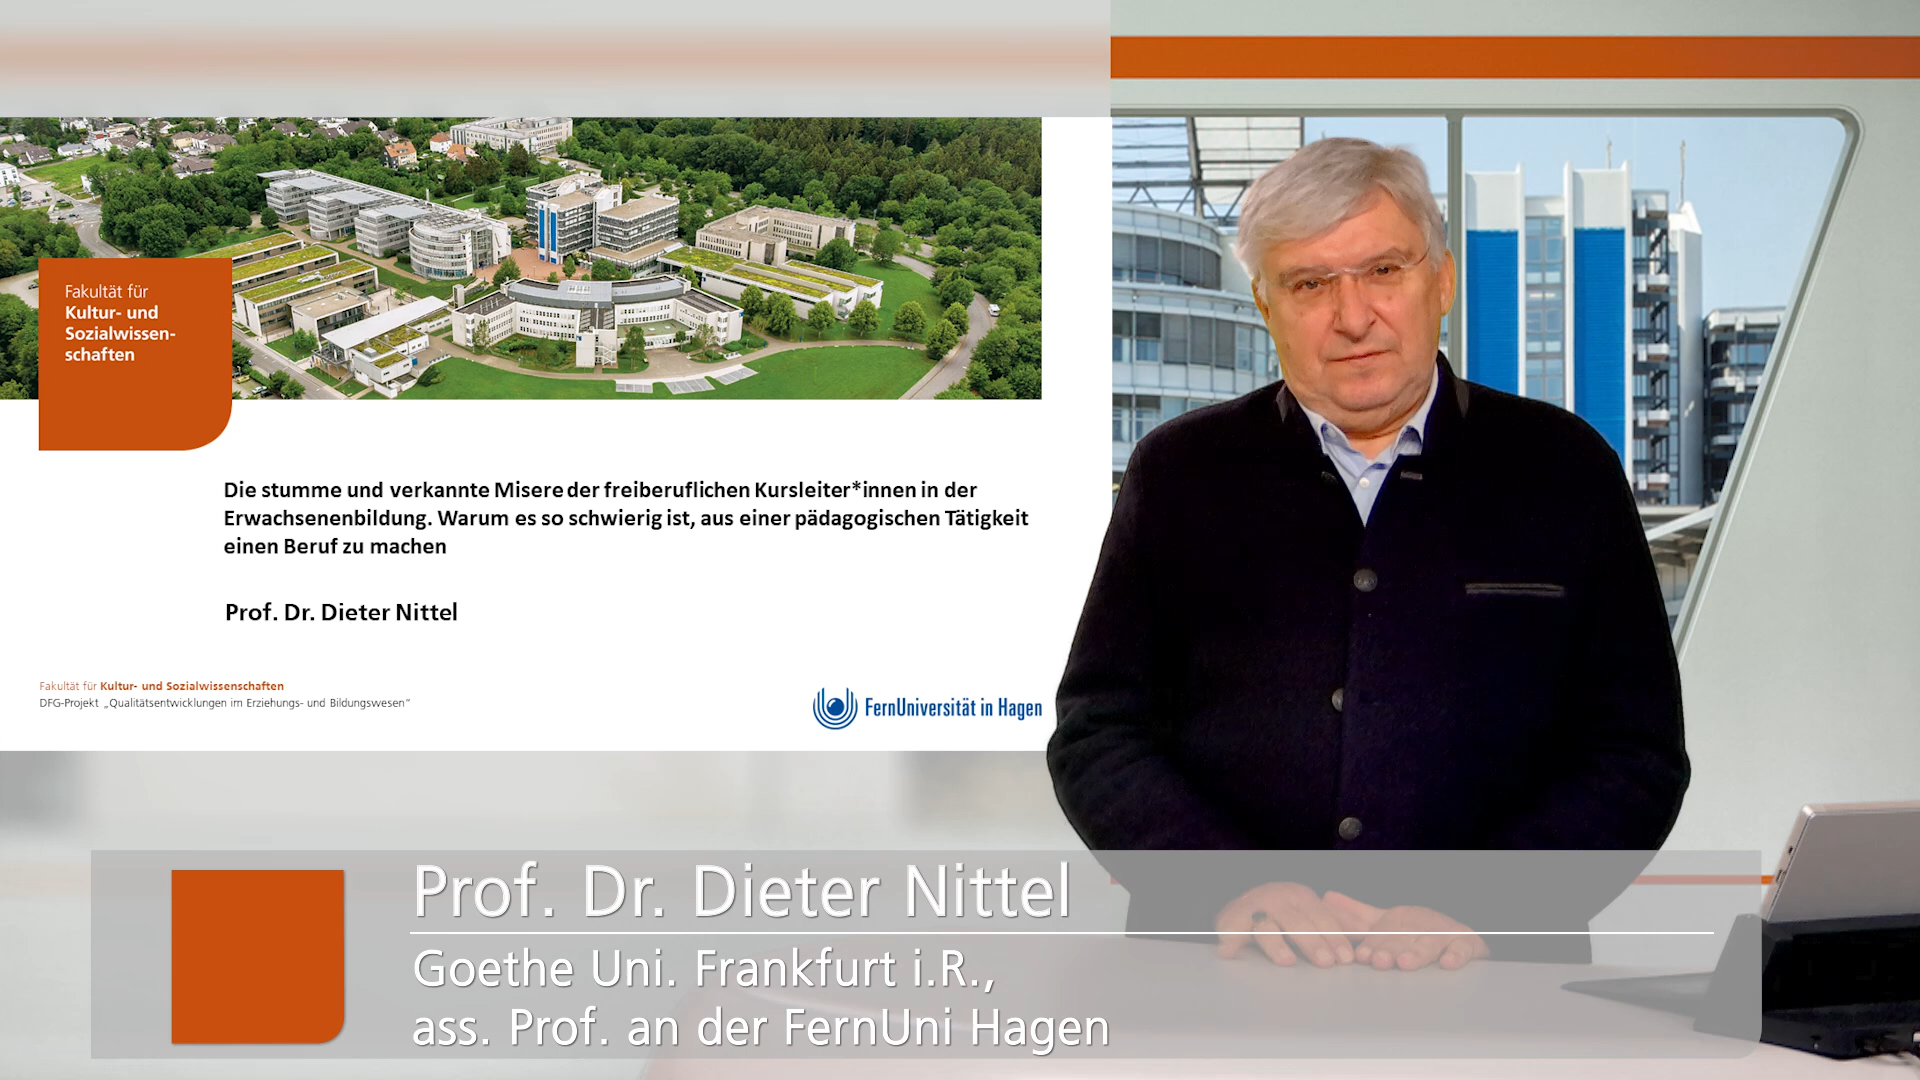 Fakultät für
Kultur- und
Sozialwissen-
schaften
Die stumme und verkannte Misere der freiberuflichen Kursleiter*innen in der
Erwachsenenbildung. Warum es so schwierig ist, aus einer pädagogischen Tätigkeit
einen Beruf zu machen
Prof. Dr. Dieter Nittel
Fakultät für Kultur- und Sozialwissenschaften
DFG-Projekt „Qualitätsentwicklungen im Erziehungs- und Bildungswesen"
FernUniversität in Hagen
Prof. Dr. Dieter Nittel
Goethe Uni. Frankfurt i.R.,
ass. Prof. an der FernUni Hagen